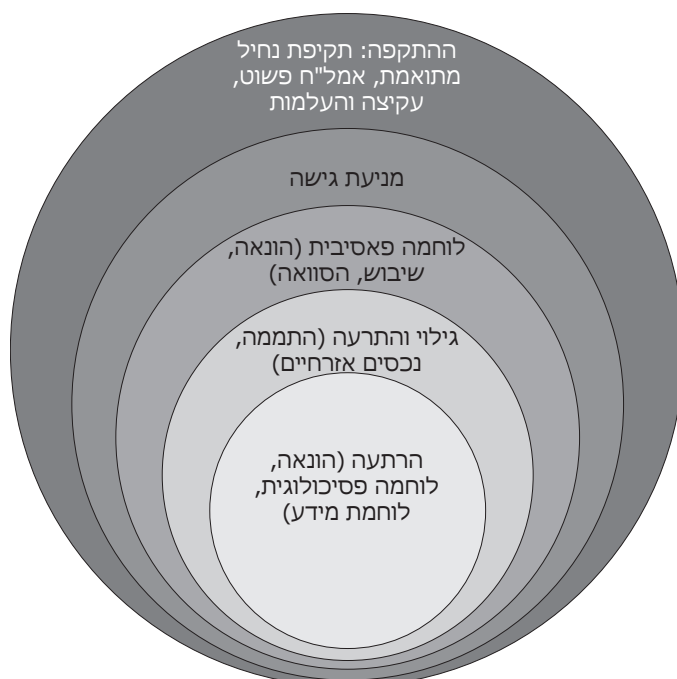 ההתקפה: תקיפת נחיל
מתואמת, אמל"ח פשוט,
עקיצה והעלמות
מניעת גישה
לוחמה פאסיבית (הונאה,
שיבוש, הסוואה)
גילוי והתרעה (התממה,
נכסים אזרחיים)
הרתעה (הונאה,
לוחמה פסיכולוגית,
לוחמת מידע)